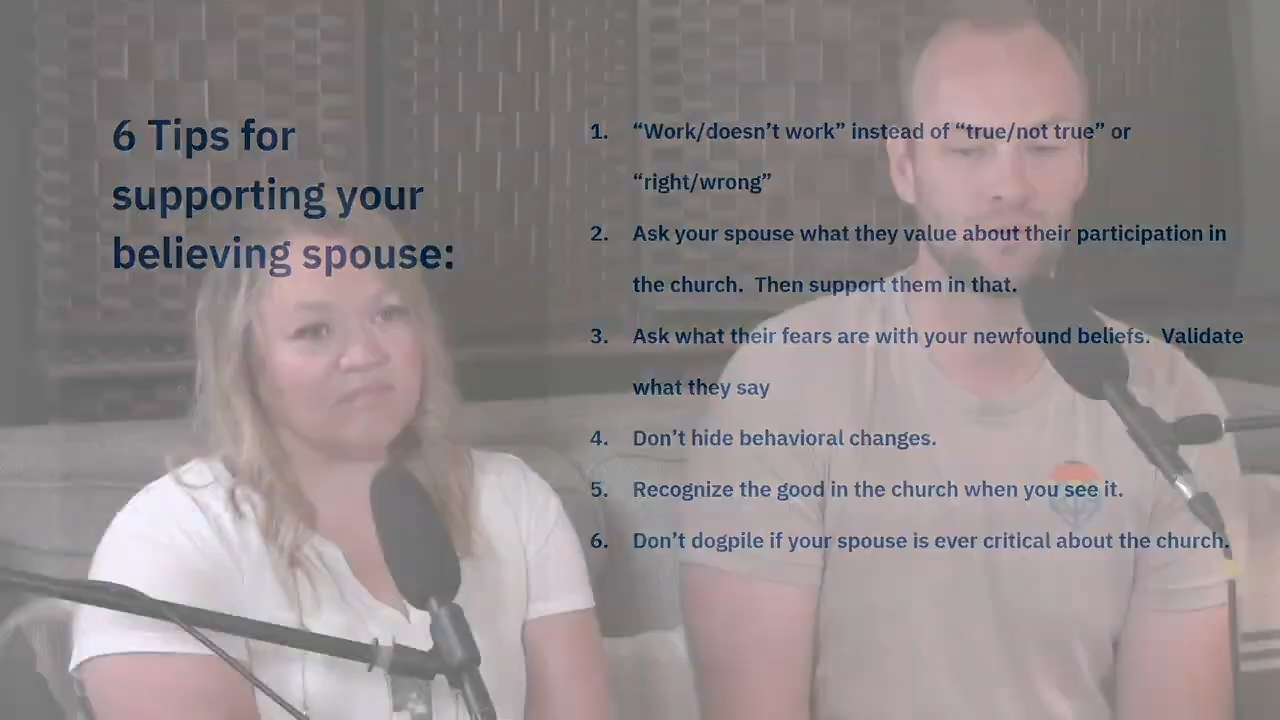 6 Tips for
supporting your
believing spouse:
1. “Work/doesn’t work” instead of “true/not true” or
“right/wrong”
2. Ask your spouse what they value about their participation in
the church.  Then support them in that.
3. Ask what their fears are with your newfound beliefs.  Validate
what they say
4. Don’t hide behavioral changes.
5. Recognize the good in the church when you see it.
6. Don’t dogpile if your spouse is ever critical about the church.